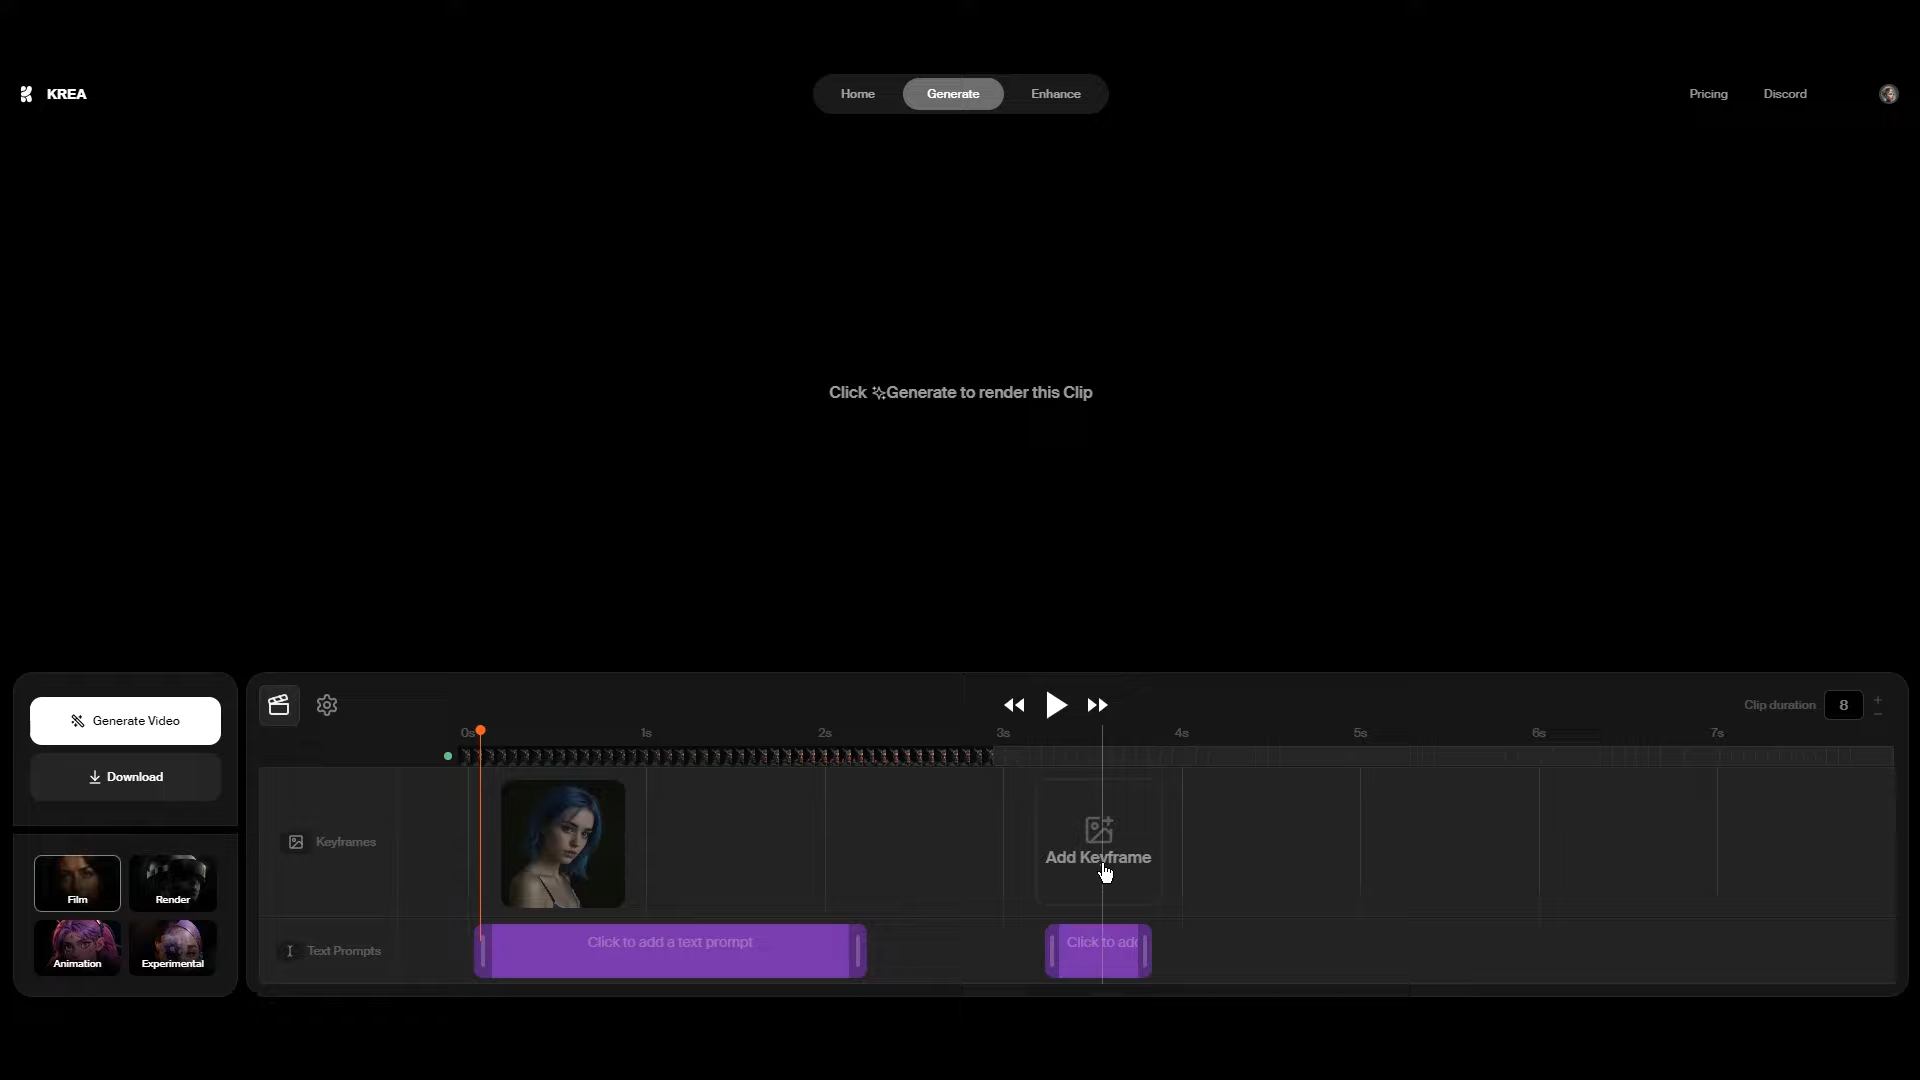 KREA
Home
Generate
Enhance
Pricing
Discord
Click Generate to render this Clip
Generate Video
Download
Film
Render
Animation
Experimental
Clip duration
8
0s
1s
2s
3s
4s
5s
6s
7s
Keyframes
Add Keyframe
Text Prompts
Click to add a text prompt
Click to add